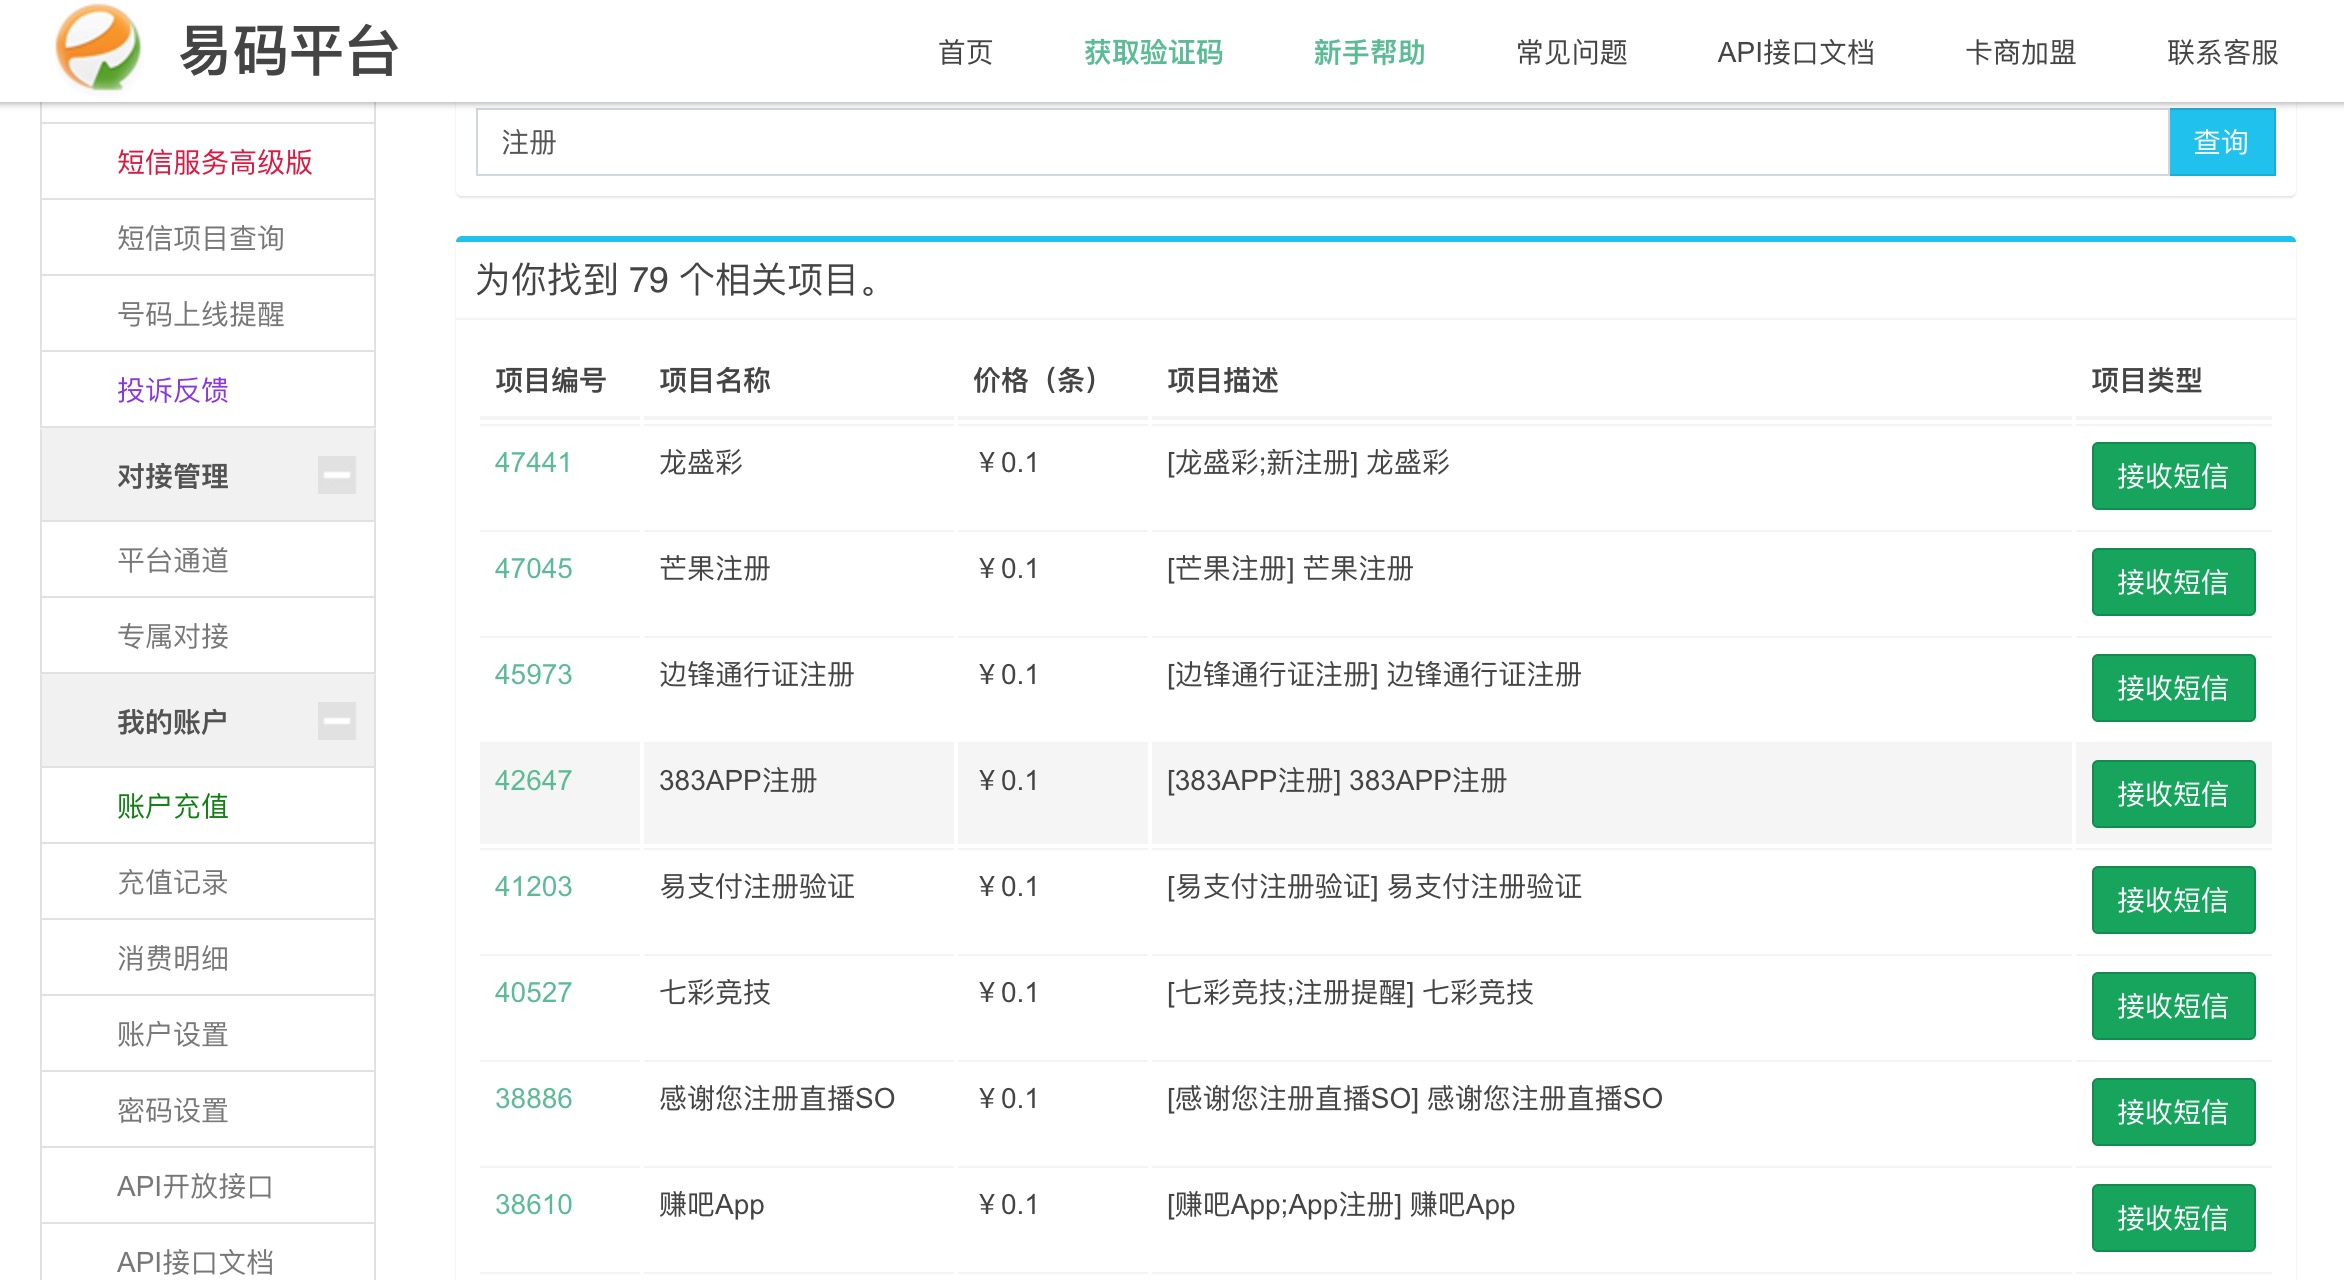 易码平台
首页 获取验证码 新手帮助 常见问题 API接口文档 卡商加盟 联系客服
短信服务高级版
短信项目查询
号码上线提醒
投诉反馈
对接管理
平台通道
专属对接
我的账户
账户充值
充值记录
消费明细
账户设置
密码设置
API开放接口
API接口文档
注册 查询
为你找到 79 个相关项目。
项目编号 项目名称 价格（条） 项目描述 项目类型
47441 龙盛彩 ￥0.1 [龙盛彩;新注册] 龙盛彩 接收短信
47045 芒果注册 ￥0.1 [芒果注册] 芒果注册 接收短信
45973 边锋通行证注册 ￥0.1 [边锋通行证注册] 边锋通行证注册 接收短信
42647 383APP注册 ￥0.1 [383APP注册] 383APP注册 接收短信
41203 易支付注册验证 ￥0.1 [易支付注册验证] 易支付注册验证 接收短信
40527 七彩竞技 ￥0.1 [七彩竞技;注册提醒] 七彩竞技 接收短信
38886 感谢您注册直播SO ￥0.1 [感谢您注册直播SO] 感谢您注册直播SO 接收短信
38610 赚吧App ￥0.1 [赚吧App;App注册] 赚吧App 接收短信